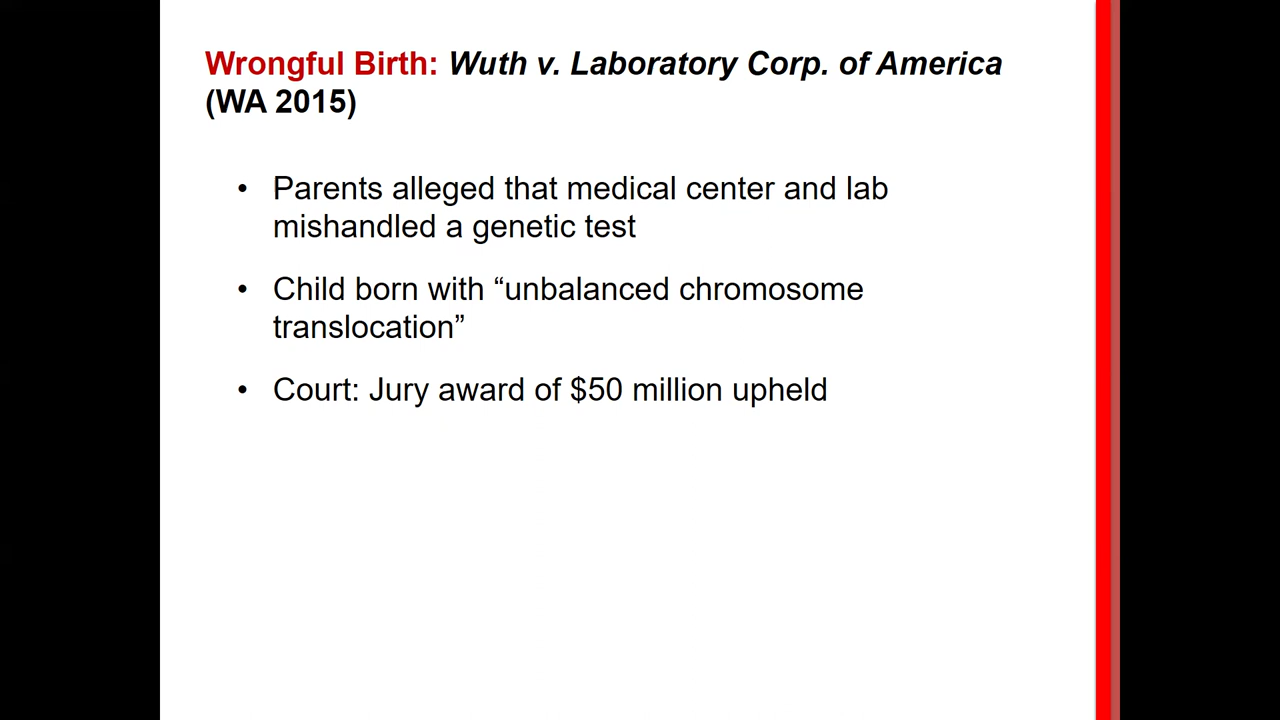 Wrongful Birth: Wuth v. Laboratory Corp. of America
(WA 2015)
• Parents alleged that medical center and lab
mishandled a genetic test
• Child born with “unbalanced chromosome
translocation”
• Court: Jury award of $50 million upheld